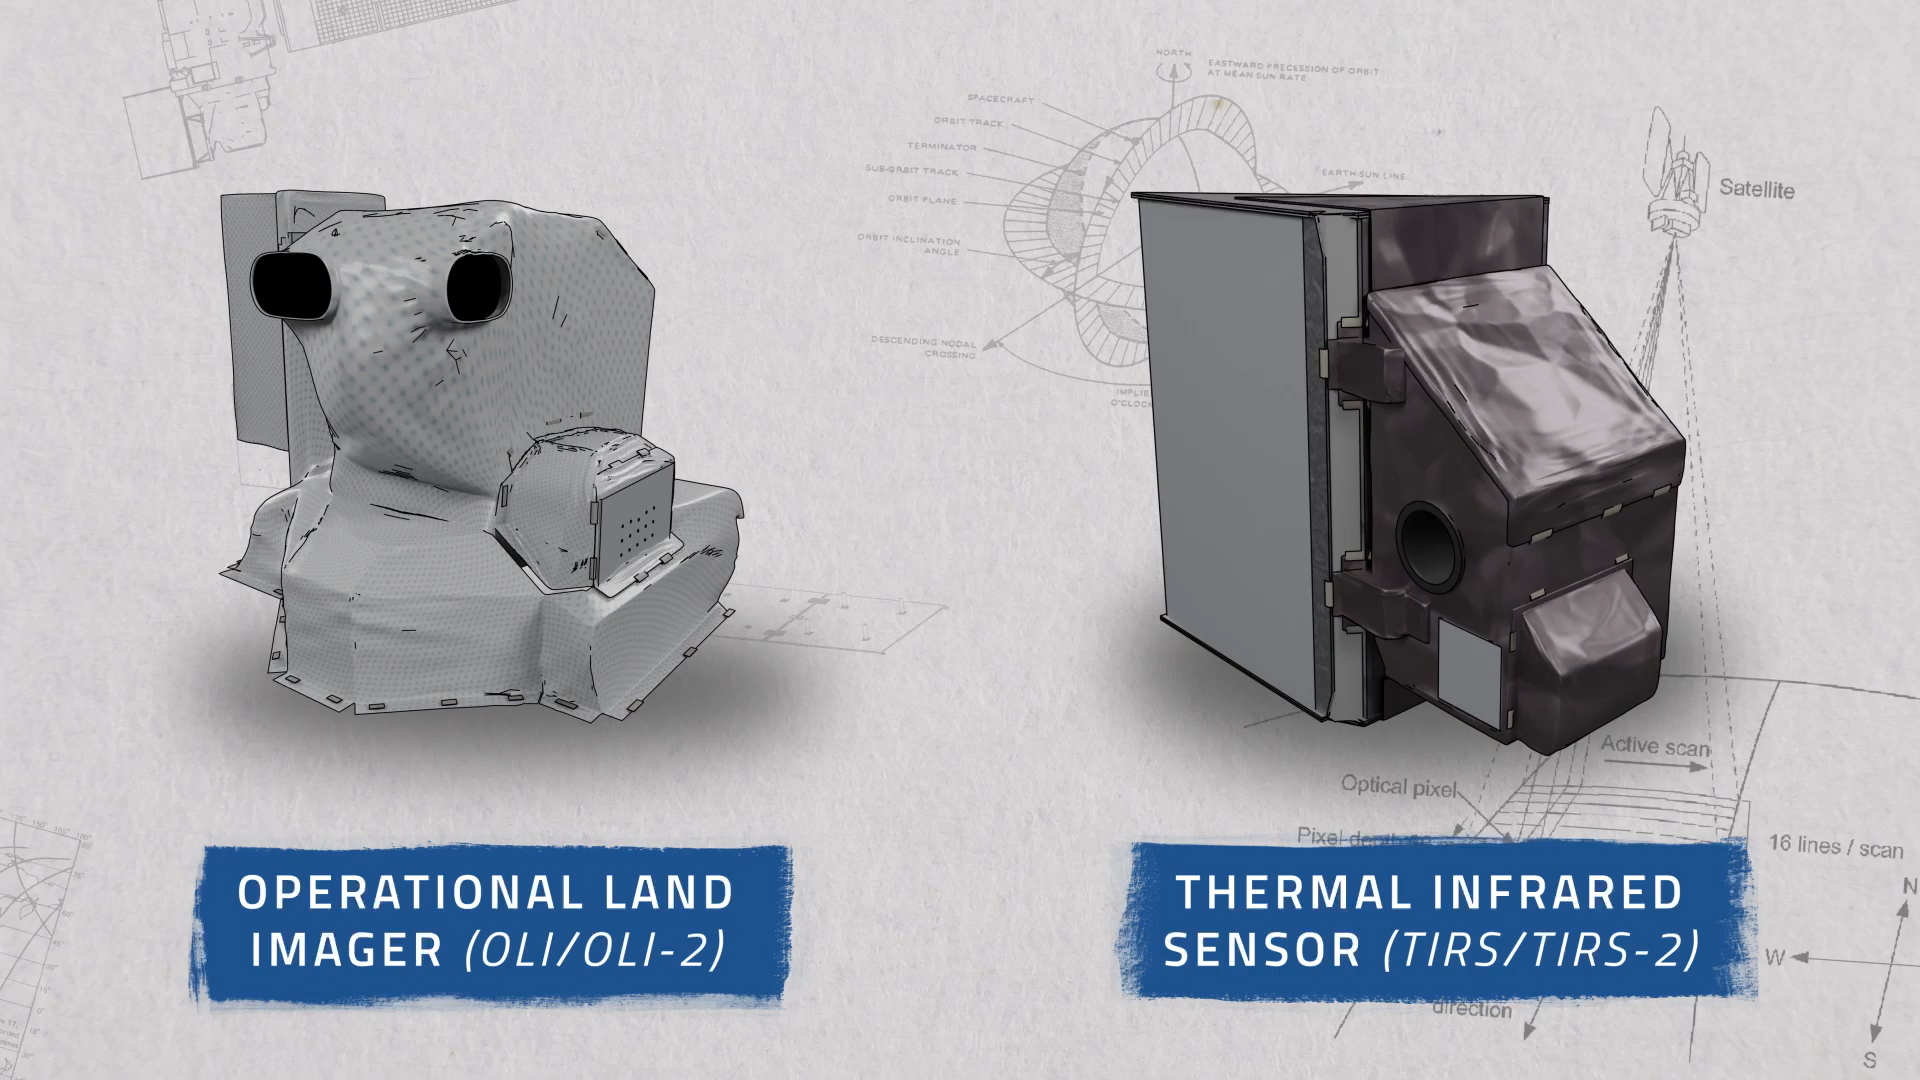 NORTH
EASTWARD PRECESSION OF ORBIT
AT MEAN SUN RATE
SPACECRAFT
ORBIT TRACK
TERMINATOR
SUB-ORBIT TRACK
ORBIT PLANE
ORBIT INCLINATION
ANGLE
EARTH-SUN LINE
DESCENDING NODAL
CROSSING
Satellite
Active scan
Optical pixel
16 lines / scan
OPERATIONAL LAND
IMAGER (OLI/OLI-2)
THERMAL INFRARED
SENSOR (TIRS/TIRS-2)
direction
N
W
S